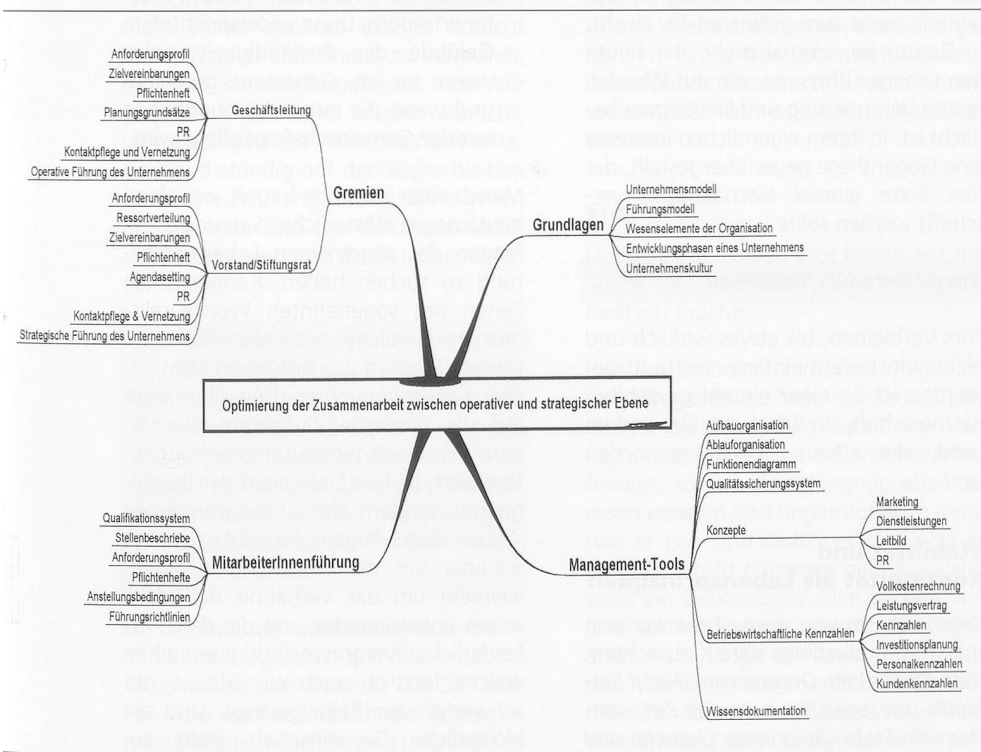 Anforderungsprofil
Zielvereinbarungen
Pflichtenheft
Planungsgrundsätze
PR
Kontaktpflege und Vernetzung
Operative Führung des Unternehmens
Geschäftsleitung
Anforderungsprofil
Ressortverteilung
Zielvereinbarungen
Pflichtenheft
Agendasetting
PR
Kontaktpflege & Vernetzung
Strategische Führung des Unternehmens
Vorstand/Stiftungsrat
Gremien
Grundlagen
Unternehmensmodell
Führungsmodell
Wesenselemente der Organisation
Entwicklungsphasen eines Unternehmens
Unternehmenskultur
Optimierung der Zusammenarbeit zwischen operativer und strategischer Ebene
Qualifikationssystem
Stellenbeschriebe
Anforderungsprofil
Pflichtenhefte
Anstellungsbedingungen
Führungsrichtlinien
MitarbeiterInnenführung
Management-Tools
Aufbauorganisation
Ablauforganisation
Funktionendiagramm
Qualitätssicherungssystem
Konzepte
Marketing
Dienstleistungen
Leitbild
PR
Betriebswirtschaftliche Kennzahlen
Vollkostenrechnung
Leistungsvertrag
Kennzahlen
Investitionsplanung
Personalkennzahlen
Kundenkennzahlen
Wissensdokumentation